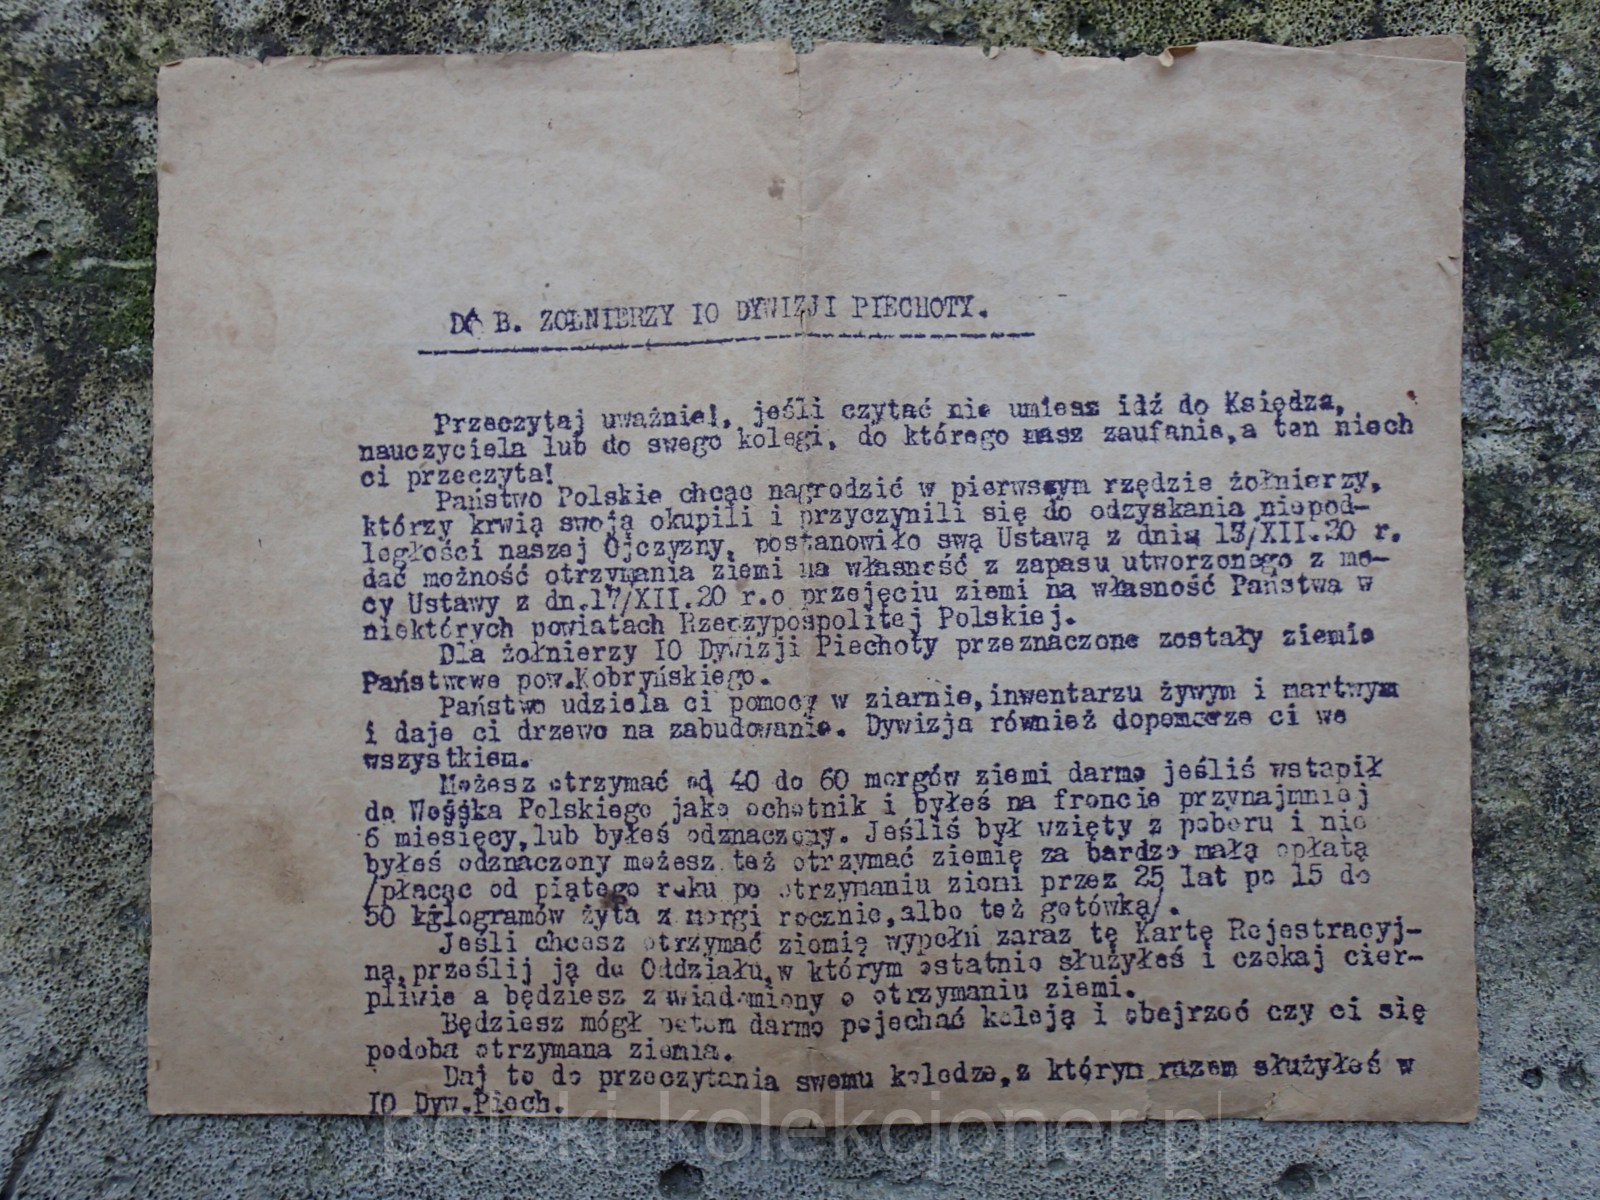 DO B. ZOŁNIERZY IO DYWIZJI PIECHOTY.
Przeczytaj uważnie!, jeśli czytać nie umiesz idź do Księdza,
nauczyciela lub do swego kolegi, do którego masz zaufanie,a ten niech
ci przeczyta!
Państwo Polskie chcąc nagrodzić w pierwszym rzędzie żołnierzy,
którzy krwią swoją okupili i przyczynili się do odzyskania niepod-
ległości naszej Ojczyzny, postanowiło swą Ustawą z dnia 13/XII.20 r.
dać możność otrzymania ziemi na własność z zapasu utworzonego z mo-
cy Ustawy z dn.17/XII.20 r.o przejęciu ziemi na własność Państwa w
niektórych powiatach Rzeczypospolitej Polskiej.
Dla żołnierzy IO Dywizji Piechoty przeznaczone zostały ziemie
Państwowe pow.Kobryńskiego.
Państwo udziela ci pomocy w ziarnie,inwentarzu żywym i martwym
i daje ci drzewo na zabudowanie. Dywizja również dopomoże ci we
wszystkiem.
Możesz otrzymać od 40 do 60 morgów ziemi darmo jeśliś wstąpił
do Polskiego jako ochotnik i byłeś na froncie przynajmniej
6 miesięcy,lub byłeś odznaczony. Jeśliś był wzięty z poboru i nie
byłeś odznaczony możesz też otrzymać ziemię za bardzo małą opłatą
/płacąc od piątego roku po otrzymaniu ziemi przez 25 lat po 15 do
50 kilogramów żyta z morgi rocznie,albo też gotówką/.
Jeśli chcesz otrzymać ziemię wypełń zaraz tę Kartę Rejestracyj-
ną,prześlij ją do Oddziału,w którym ostatnio służyłeś i czekaj cier-
pliwie a będziesz zawiadomiony o otrzymaniu ziemi.
Będziesz mógł potem darmo pojechać koleją i obejrzeć czy ci się
podoba otrzymana ziemia.
Daj to do przeczytania swemu koledze,z którym razem służyłeś w
IO Dyw.Piech.
polski-kolekcjoner.pl